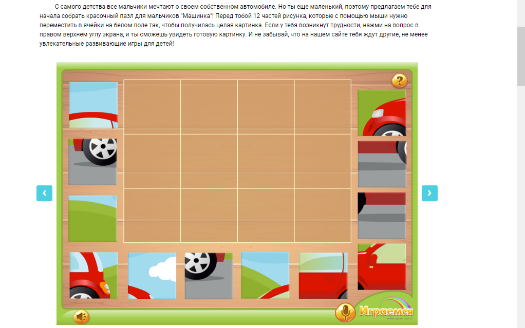 С самого детства все мальчики мечтают о своем собственном автомобиле. Но ты еще маленький, поэтому предлагаем тебе для
начала собрать красочный пазл для мальчиков "Машинка"! Перед тобой 12 частей рисунка, которые с помощью мыши нужно
переместить в ячейки на белом поле так, чтобы получилась целая картинка. Если у тебя возникнут трудности, нажми на вопрос в
правом верхнем углу экрана, и ты сможешь увидеть готовую картинку. И не забывай, что на нашем сайте тебя ждут другие, не менее
увлекательные развивающие игры для детей!
?
Играемся